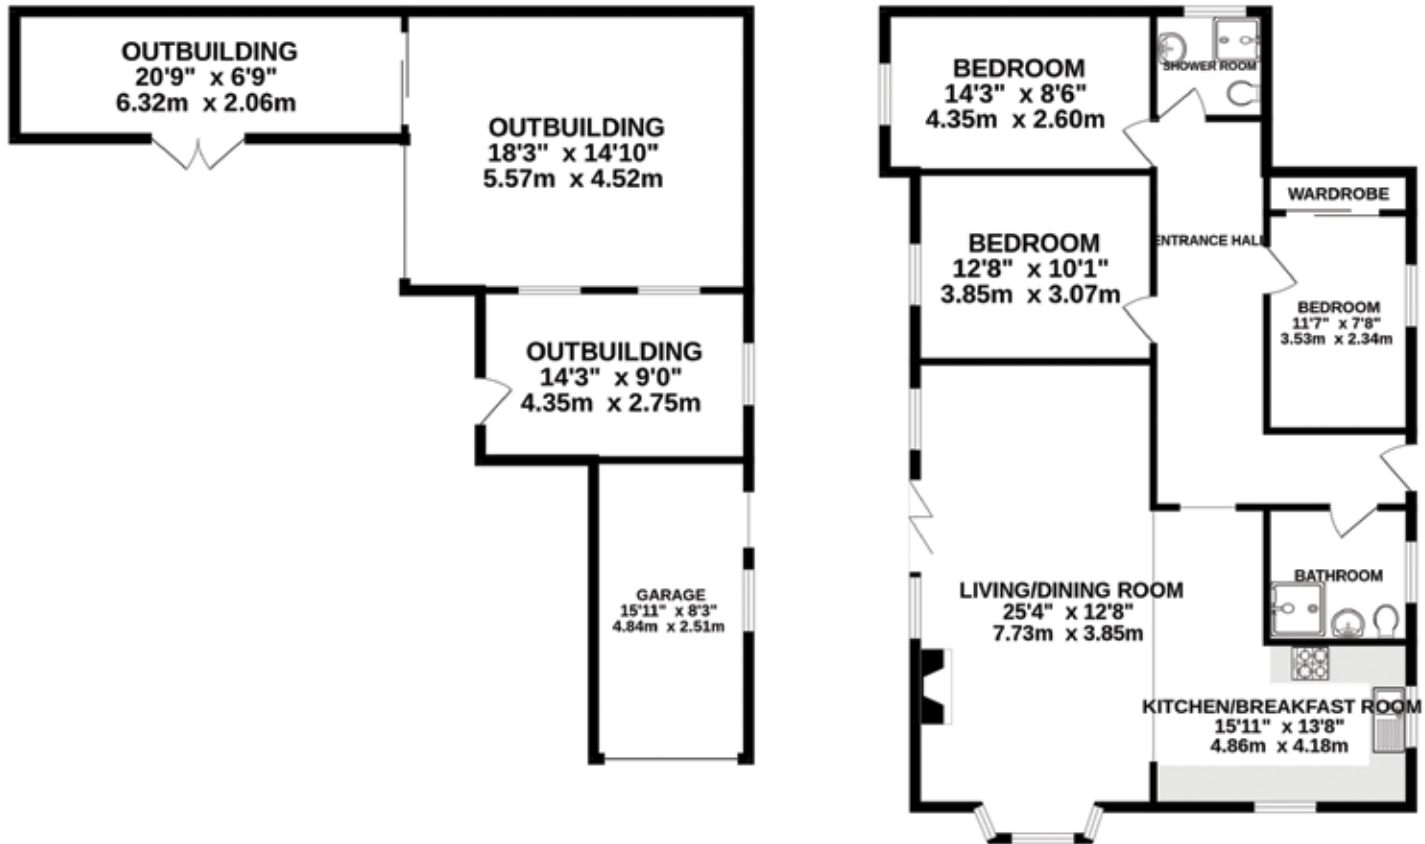 OUTBUILDING
20'9" x 6'9"
6.32m x 2.06m
OUTBUILDING
18'3" x 14'10"
5.57m x 4.52m
OUTBUILDING
14'3" x 9'0"
4.35m x 2.75m
GARAGE
15'11" x 8'3"
4.84m x 2.51m
BEDROOM
14'3" x 8'6"
4.35m x 2.60m
SHOWER ROOM
WARDROBE
BEDROOM
12'8" x 10'1"
3.85m x 3.07m
ENTRANCE HALL
BEDROOM
11'7" x 7'8"
3.53m x 2.34m
LIVING/DINING ROOM
25'4" x 12'8"
7.73m x 3.85m
BATHROOM
KITCHEN/BREAKFAST ROOM
15'11" x 13'8"
4.86m x 4.18m